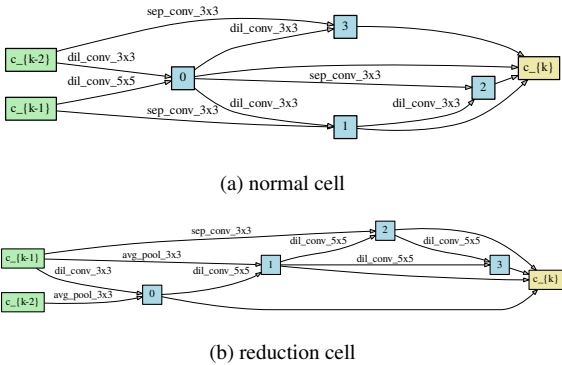 sep_conv_3x3
3
c_{k-2}
dil_conv_3x3
dil_conv_3x3
c_{k}
dil_conv_5x5
0
sep_conv_3x3
2
c_{k-1}
sep_conv_3x3
dil_conv_3x3
dil_conv_3x3
1
(a) normal cell
sep_conv_3x3
2
c_{k-1}
dil_conv_5x5
dil_conv_5x5
avg_pool_3x3
1
dil_conv_5x5
3
dil_conv_3x3
dil_conv_5x5
c_{k}
c_{k-2}
avg_pool_3x3
0
(b) reduction cell